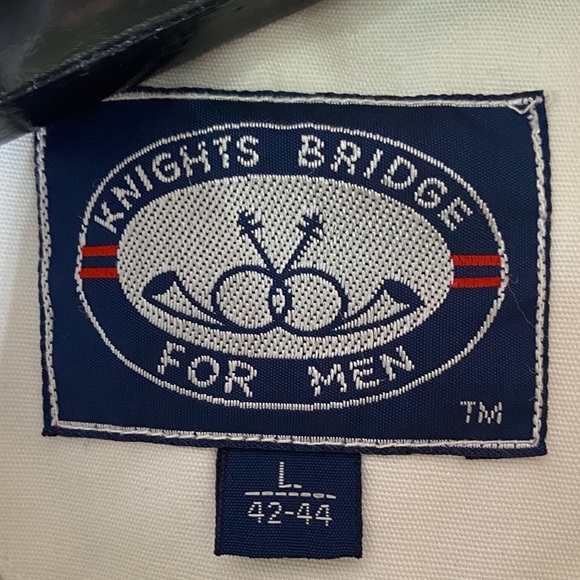 KNIGHTS BRIDGE
FOR MEN
TM
L
42-44